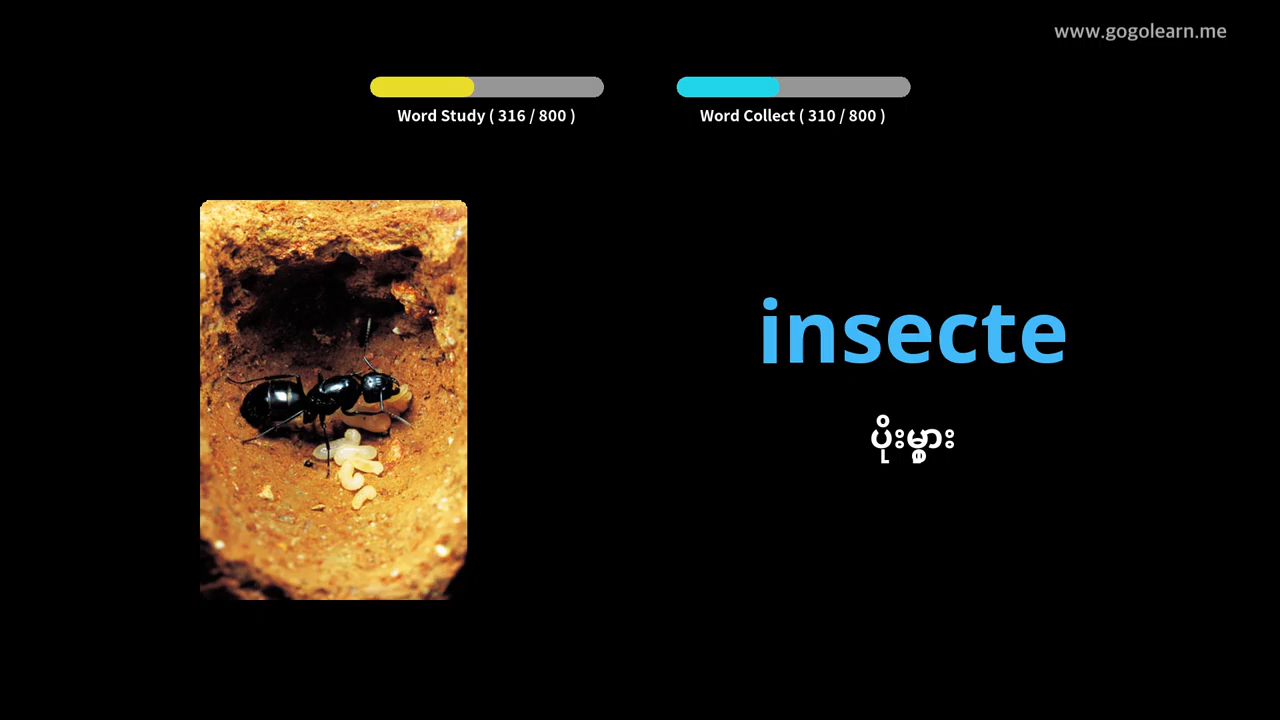 www.gogolearn.me
Word Study ( 316 / 800 )
Word Collect ( 310 / 800 )
insecte
ပိုးမွှား